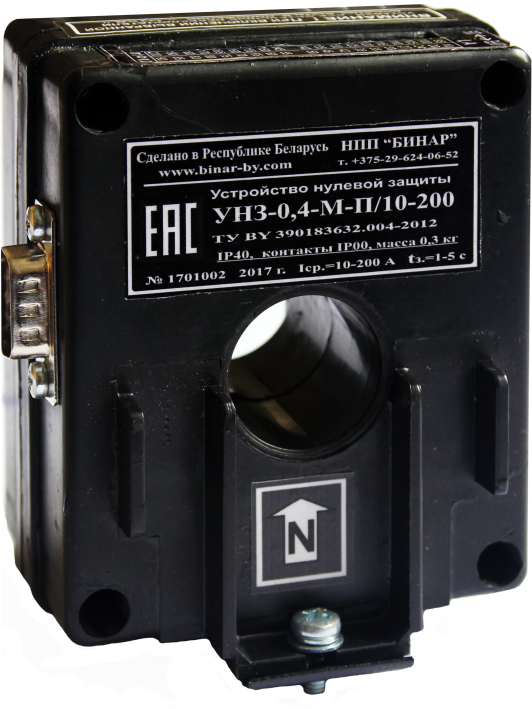 ВНИМАНИЕ! ПРИ
Сделано в Республике Беларусь НПП “БИНАР”
www.binar-by.com т. +375-29-624-06-52
Устройство нулевой защиты
EAC УНЗ-0,4-М-П/10-200
ТУ BY 390183632.004-2012
IP40, контакты IP00, масса 0,3 кг
№ 1701002 2017 г. Iср.=10-200 А tз.=1-5 с
N